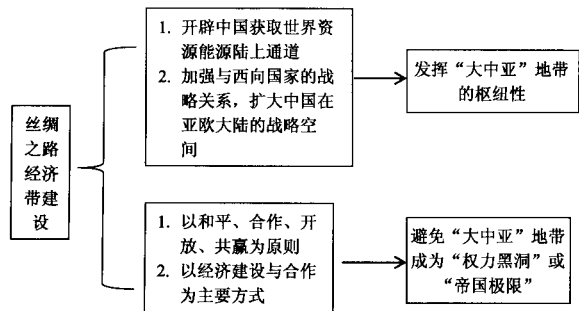 丝绸
之路
经济
带建
设
1. 开辟中国获取世界资
源能源陆上通道
2. 加强与西向国家的战
略关系，扩大中国在
亚欧大陆的战略空
间
发挥“大中亚”地带
的枢纽性
1. 以和平、合作、开
放、共赢为原则
2. 以经济建设与合作
为主要方式
避免“大中亚”地带
成为“权力黑洞”或
“帝国极限”